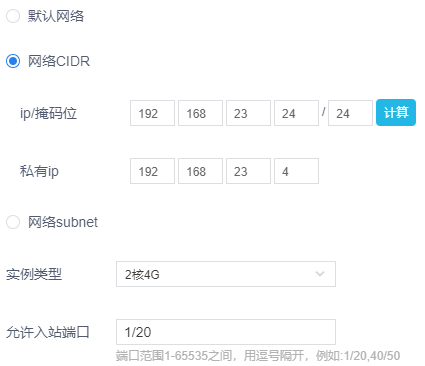 默认网络
网络CIDR
ip/掩码位 192 168 23 24 / 24 计算
私有ip 192 168 23 4
网络subnet
实例类型 2核4G
允许入站端口 1/20
端口范围1-65535之间，用逗号隔开，例如:1/20,40/50